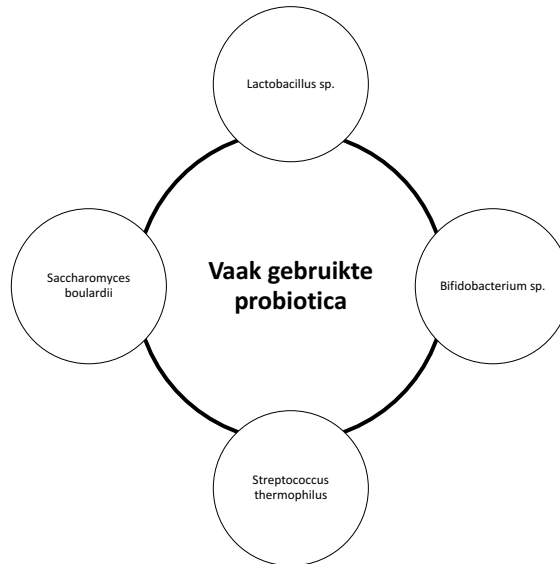 Lactobacillus sp.
Saccharomyces
boulardii
Vaak gebruikte
probiotica
Bifidobacterium sp.
Streptococcus
thermophilus